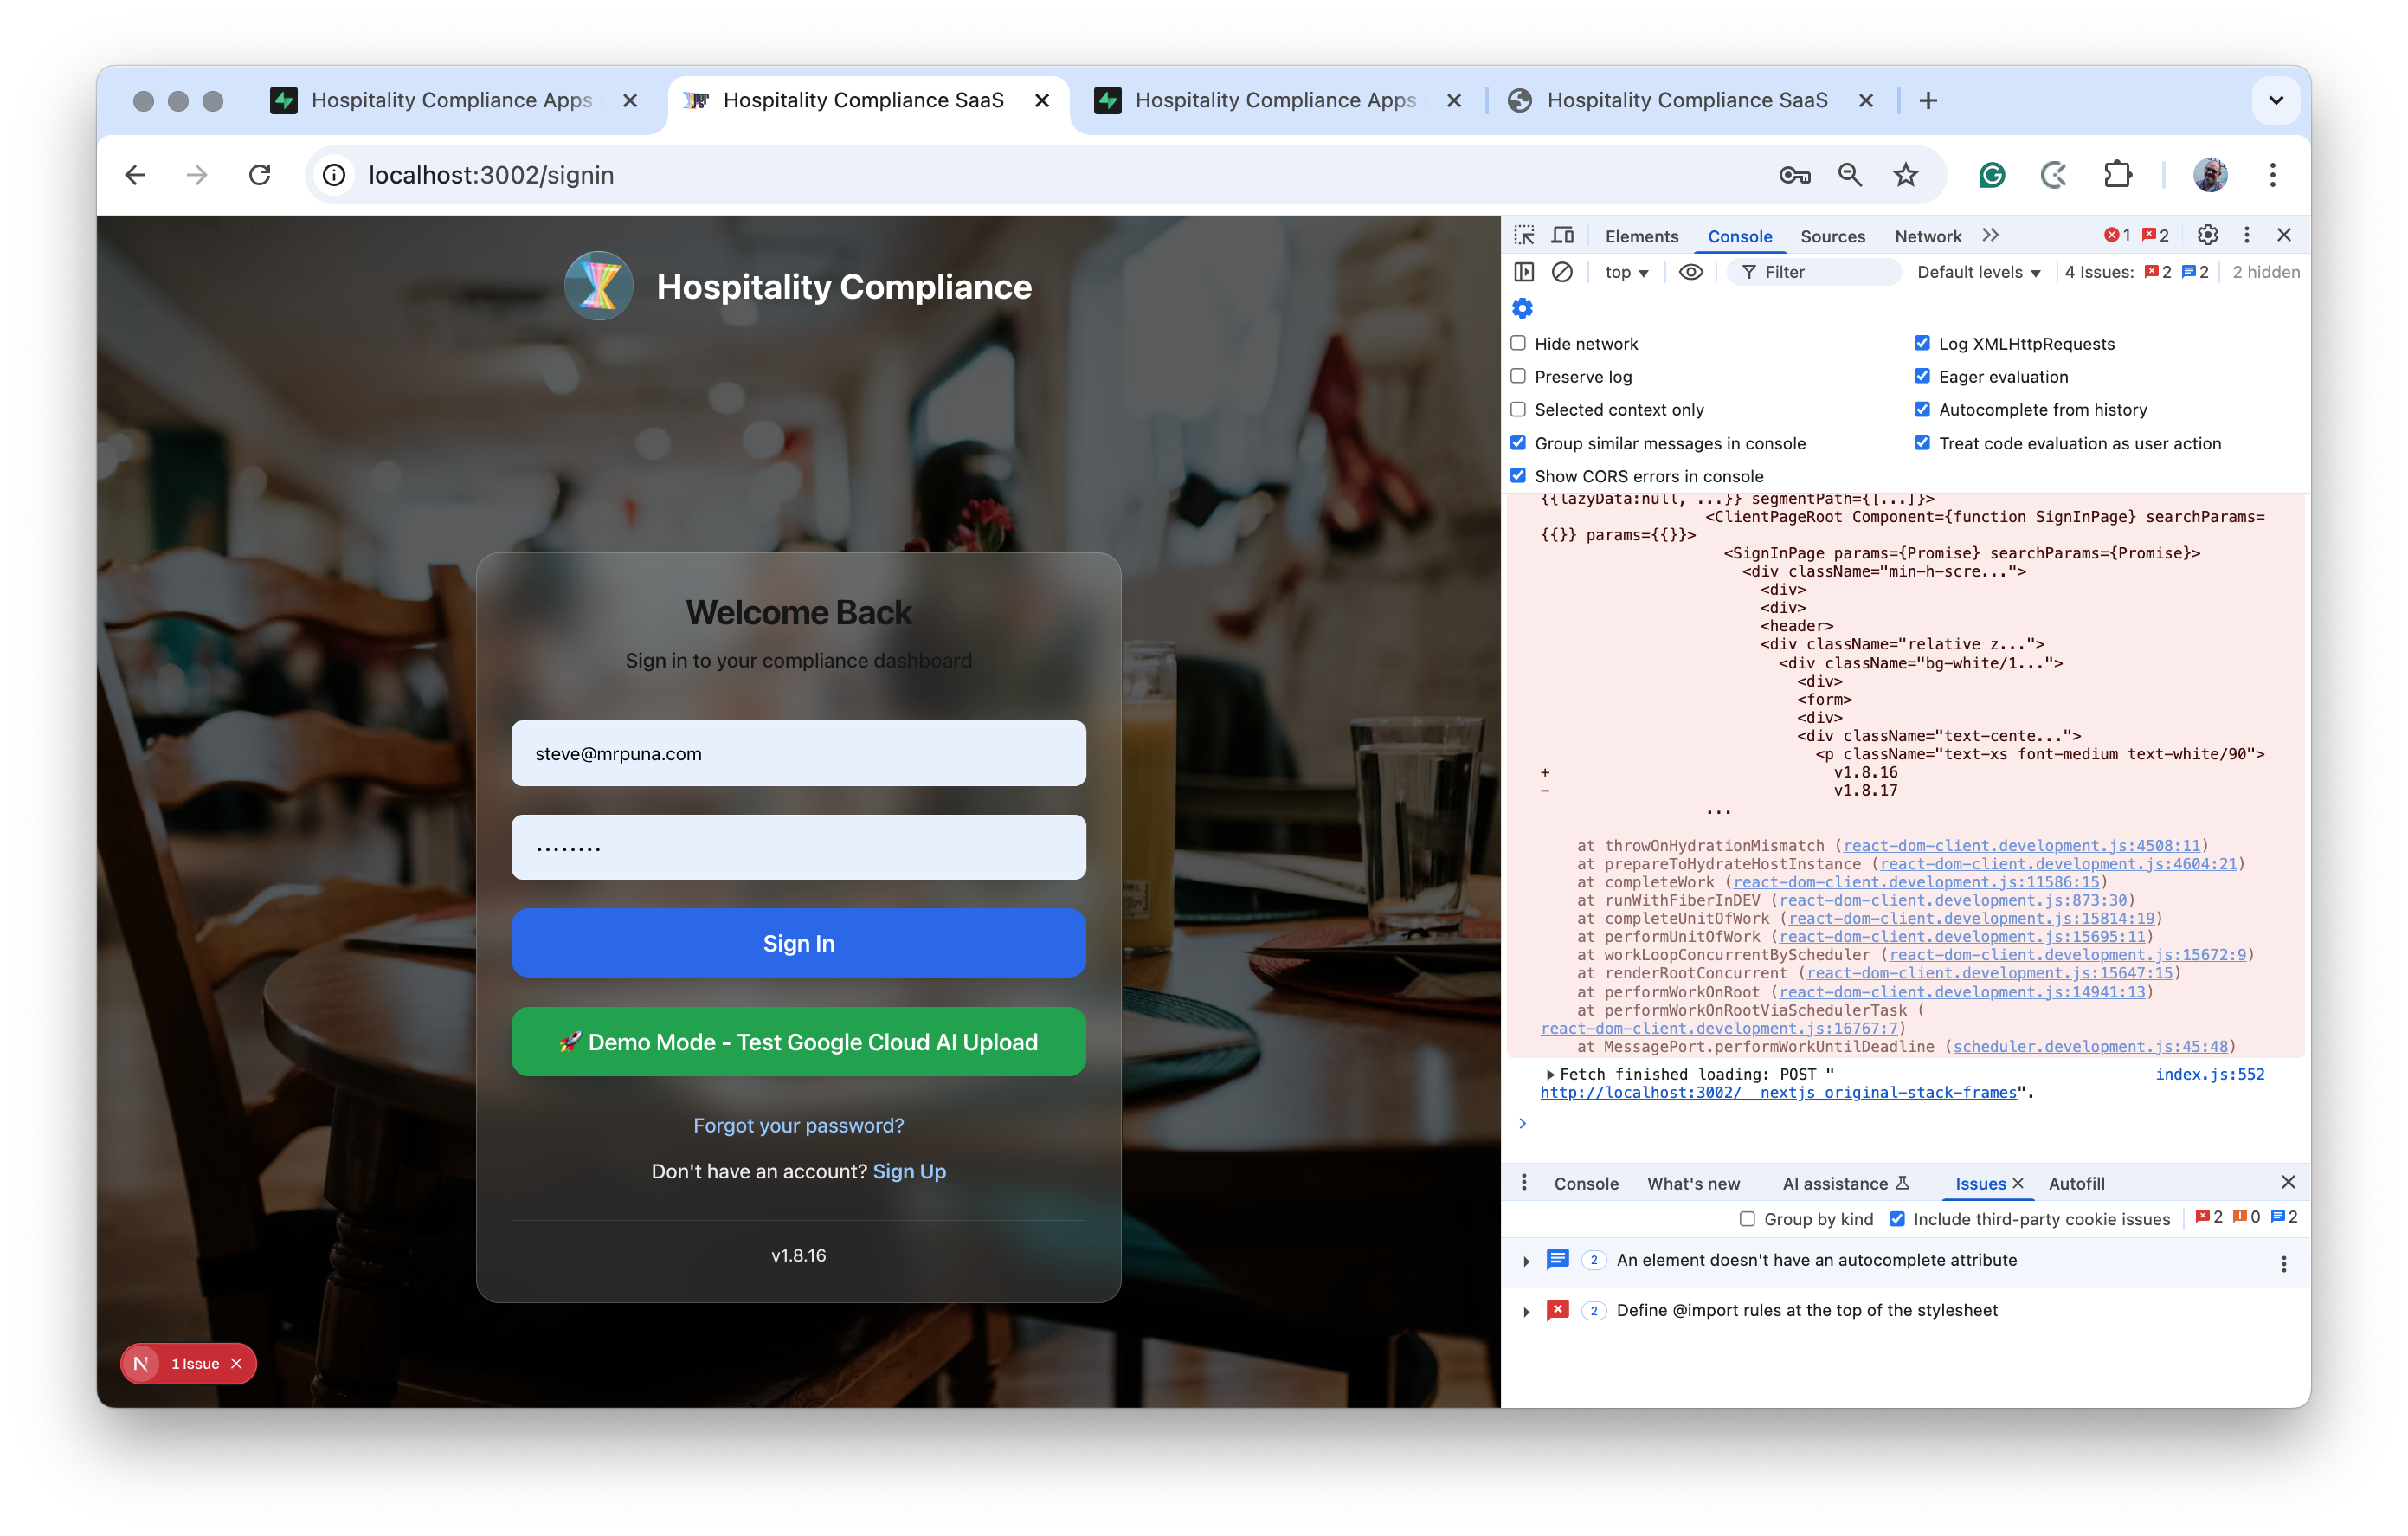 Hospitality Compliance Apps
Hospitality Compliance SaaS
Hospitality Compliance Apps
Hospitality Compliance SaaS
localhost:3002/signin
Hospitality Compliance
Welcome Back
Sign in to your compliance dashboard
steve@mrpuna.com
••••••••
Sign In
🚀 Demo Mode - Test Google Cloud AI Upload
Forgot your password?
Don't have an account? Sign Up
v1.8.16
N 1 Issue
Elements Console Sources Network 1 2
top Filter Default levels 4 Issues: 2 2 2 hidden
Hide network Log XMLHttpRequests
Preserve log Eager evaluation
Selected context only Autocomplete from history
Group similar messages in console Treat code evaluation as user action
Show CORS errors in console
{{lazyData:null, ...}} segmentPath={[...]}>
<ClientPageRoot Component={function SignInPage} searchParams=
{{}} params={{}}>
<SignInPage params={Promise} searchParams={Promise}>
<div className="min-h-scre...">
<div>
<div>
<header>
<div className="relative z...">
<div className="bg-white/1...">
<div>
<form>
<div>
<div className="text-cente...">
<p className="text-xs font-medium text-white/90">
+ v1.8.16
- v1.8.17
...
at throwOnHydrationMismatch (react-dom-client.development.js:4508:11)
at prepareToHydrateHostInstance (react-dom-client.development.js:4604:21)
at completeWork (react-dom-client.development.js:11586:15)
at runWithFiberInDEV (react-dom-client.development.js:873:30)
at completeUnitOfWork (react-dom-client.development.js:15814:19)
at performUnitOfWork (react-dom-client.development.js:15695:11)
at workLoopConcurrentByScheduler (react-dom-client.development.js:15672:9)
at renderRootConcurrent (react-dom-client.development.js:15647:15)
at performWorkOnRoot (react-dom-client.development.js:14941:13)
at performWorkOnRootViaSchedulerTask (
react-dom-client.development.js:16767:7)
at MessagePort.performWorkUntilDeadline (scheduler.development.js:45:48)
Fetch finished loading: POST " index.js:552
http://localhost:3002/__nextjs_original-stack-frames".
Console What's new AI assistance Issues Autofill
Group by kind Include third-party cookie issues 2 0 2
2 An element doesn't have an autocomplete attribute
2 Define @import rules at the top of the stylesheet